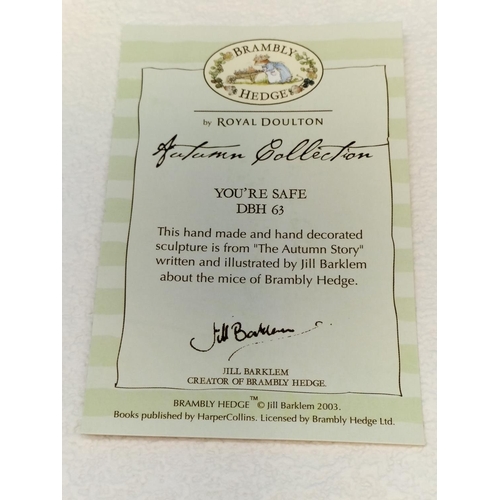 BRAMBLY
HEDGE
by ROYAL DOULTON
Autumn Collection
YOU'RE SAFE
DBH 63
This hand made and hand decorated
sculpture is from "The Autumn Story"
written and illustrated by Jill Barklem
about the mice of Brambly Hedge.
Jill Barklem
JILL BARKLEM
CREATOR OF BRAMBLY HEDGE.
BRAMBLY HEDGE™ © Jill Barklem 2003.
Books published by HarperCollins. Licensed by Brambly Hedge Ltd.